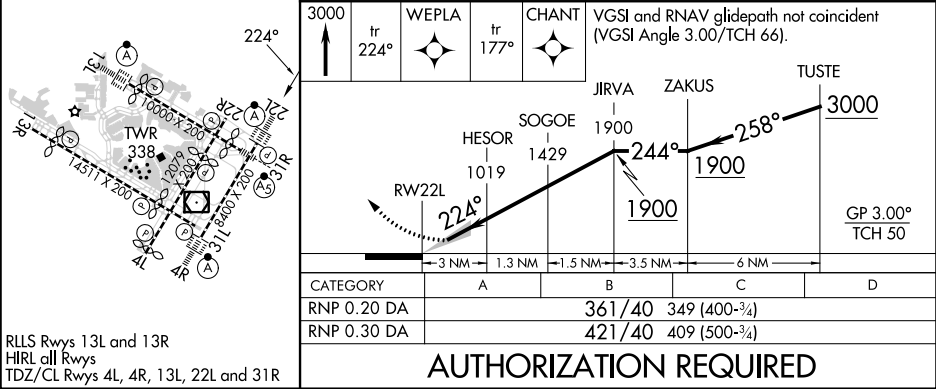 224°
A
13L
P
22R
22L
A
10000 X 200
P
P
13R
TWR
338
12079
X 200
P
P
31R
A5
14511 X 200
P
8400 X 200
P
P
31L
4L
4R
A
RLLS Rwys 13L and 13R
HIRL all Rwys
TDZ/CL Rwys 4L, 4R, 13L, 22L and 31R
3000
tr
224°
WEPLA
tr
177°
CHANT
VGSI and RNAV glidepath not coincident
(VGSI Angle 3.00/TCH 66).
TUSTE
ZAKUS
JIRVA
3000
1900
SOGOE
258°
HESOR
1429
244°
1019
1900
RW22L
1900
224°
GP 3.00°
TCH 50
3 NM
1.3 NM
1.5 NM
3.5 NM
6 NM
CATEGORY A B C D
RNP 0.20 DA 361/40 349 (400-¾)
RNP 0.30 DA 421/40 409 (500-¾)
AUTHORIZATION REQUIRED